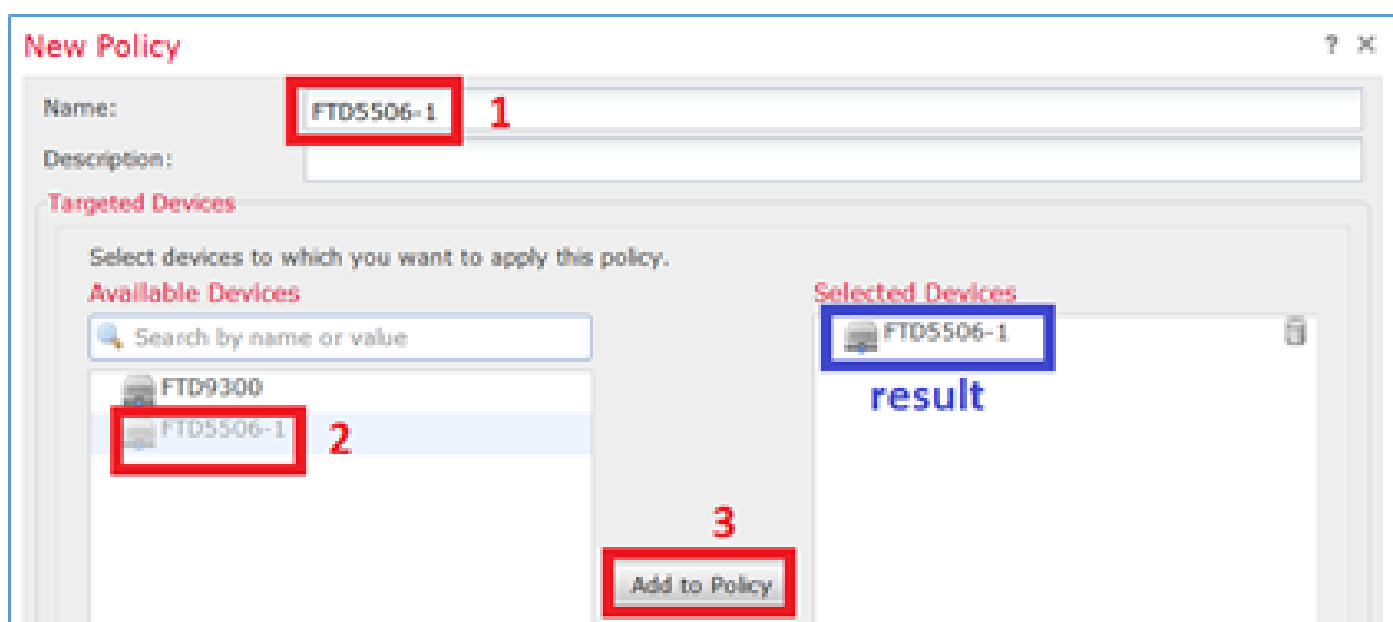 New Policy ? X
Name: FTD5506-1 1
Description:
Targeted Devices
Select devices to which you want to apply this policy.
Available Devices
Selected Devices
Search by name or value
FTD5506-1
FTD9300
result
FTD5506-1 2
3
Add to Policy